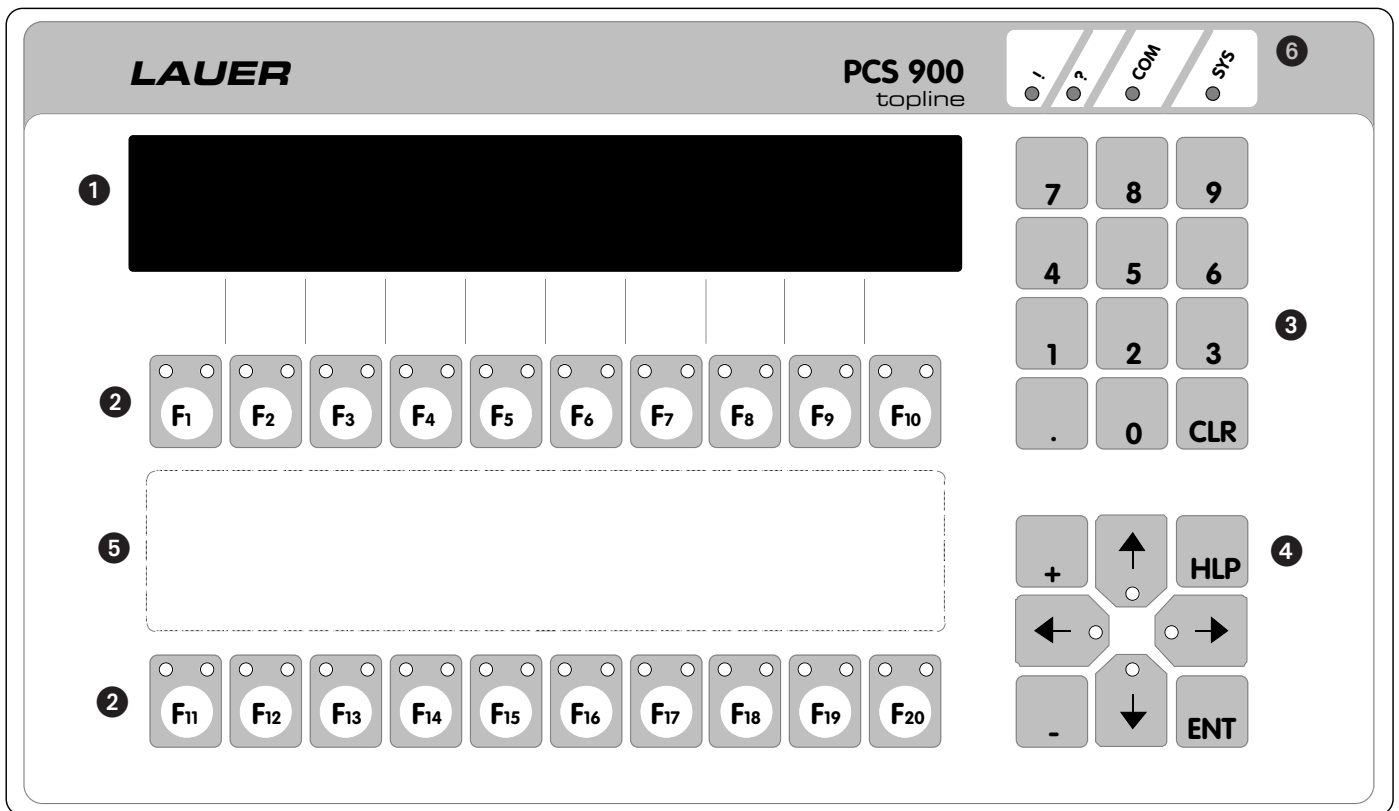 LAUER
PCS 900
topline
! ? COM SYS
6
1
7 8 9
4 5 6
3
1 2 3
2
F1 F2 F3 F4 F5 F6 F7 F8 F9 F10
. 0 CLR
5
+ ↑ HLP
4
← →
2
F11 F12 F13 F14 F15 F16 F17 F18 F19 F20
- ↓ ENT